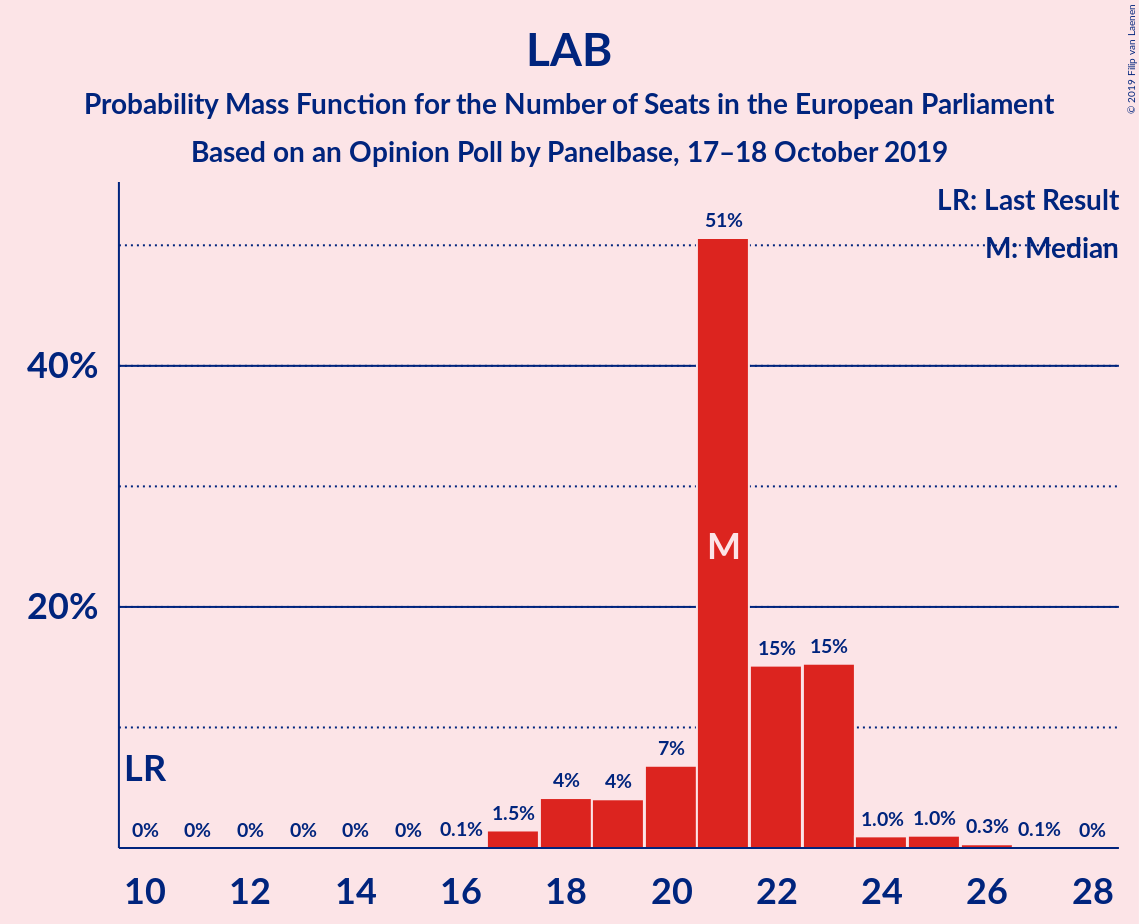 © 2019 Filip van Laenen
LAB
Probability Mass Function for the Number of Seats in the European Parliament
Based on an Opinion Poll by Panelbase, 17–18 October 2019
LR: Last Result
M: Median
51%
40%
M
20%
15% 15%
LR
7%
4% 4%
0% 0% 0% 0% 0% 0% 0.1% 1.5% 1.0% 1.0% 0.3% 0.1% 0%
10 12 14 16 18 20 22 24 26 28